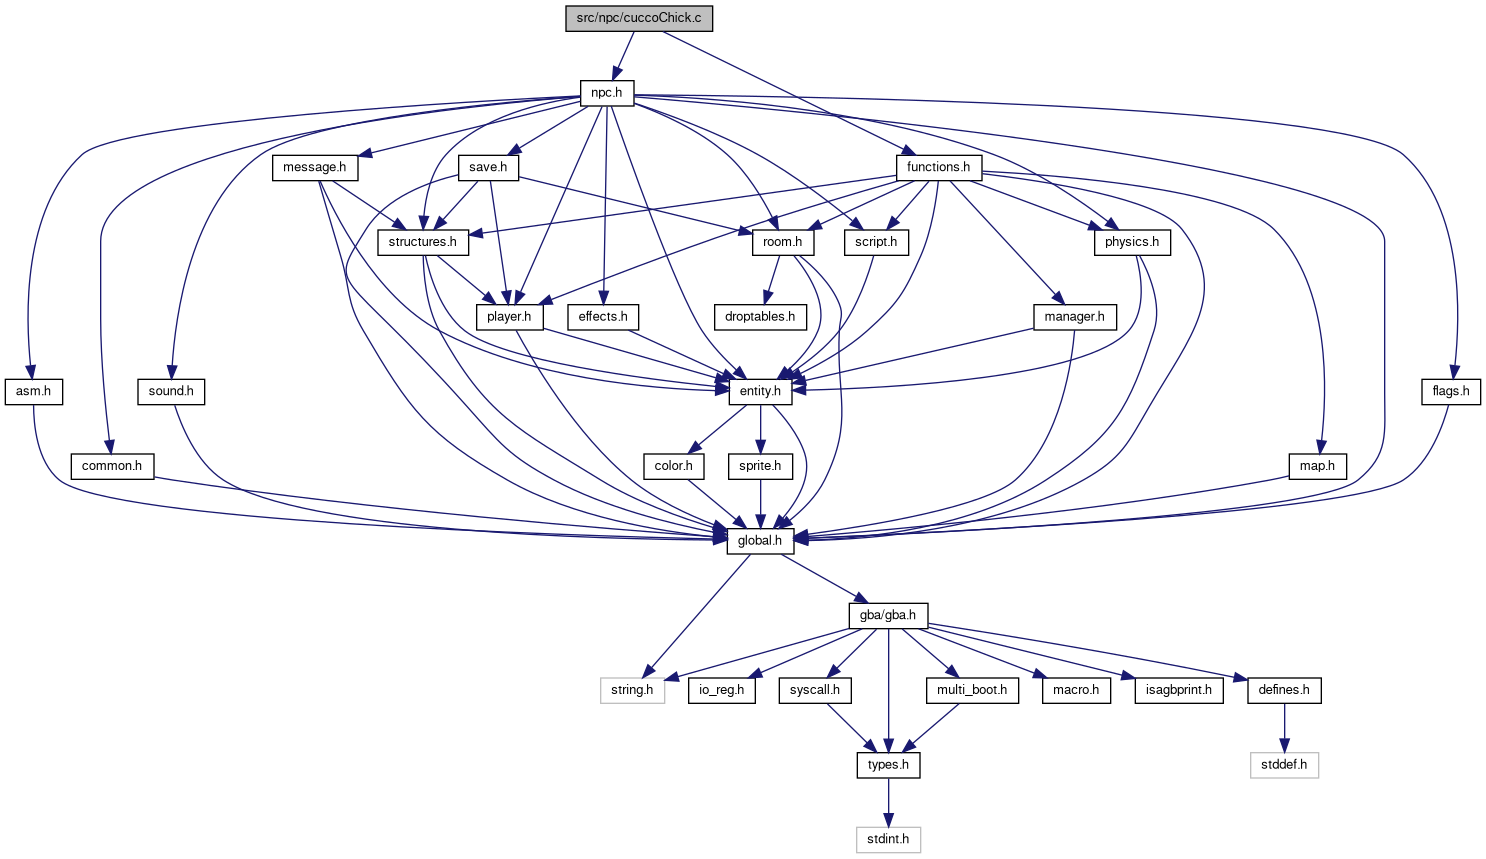 src/npc/cuccoChick.c
npc.h
message.h
save.h
functions.h
structures.h
room.h
script.h
physics.h
player.h
effects.h
droptables.h
manager.h
asm.h
sound.h
entity.h
flags.h
common.h
color.h
sprite.h
map.h
global.h
gba/gba.h
string.h
io_reg.h
syscall.h
multi_boot.h
macro.h
isagbprint.h
defines.h
types.h
stddef.h
stdint.h